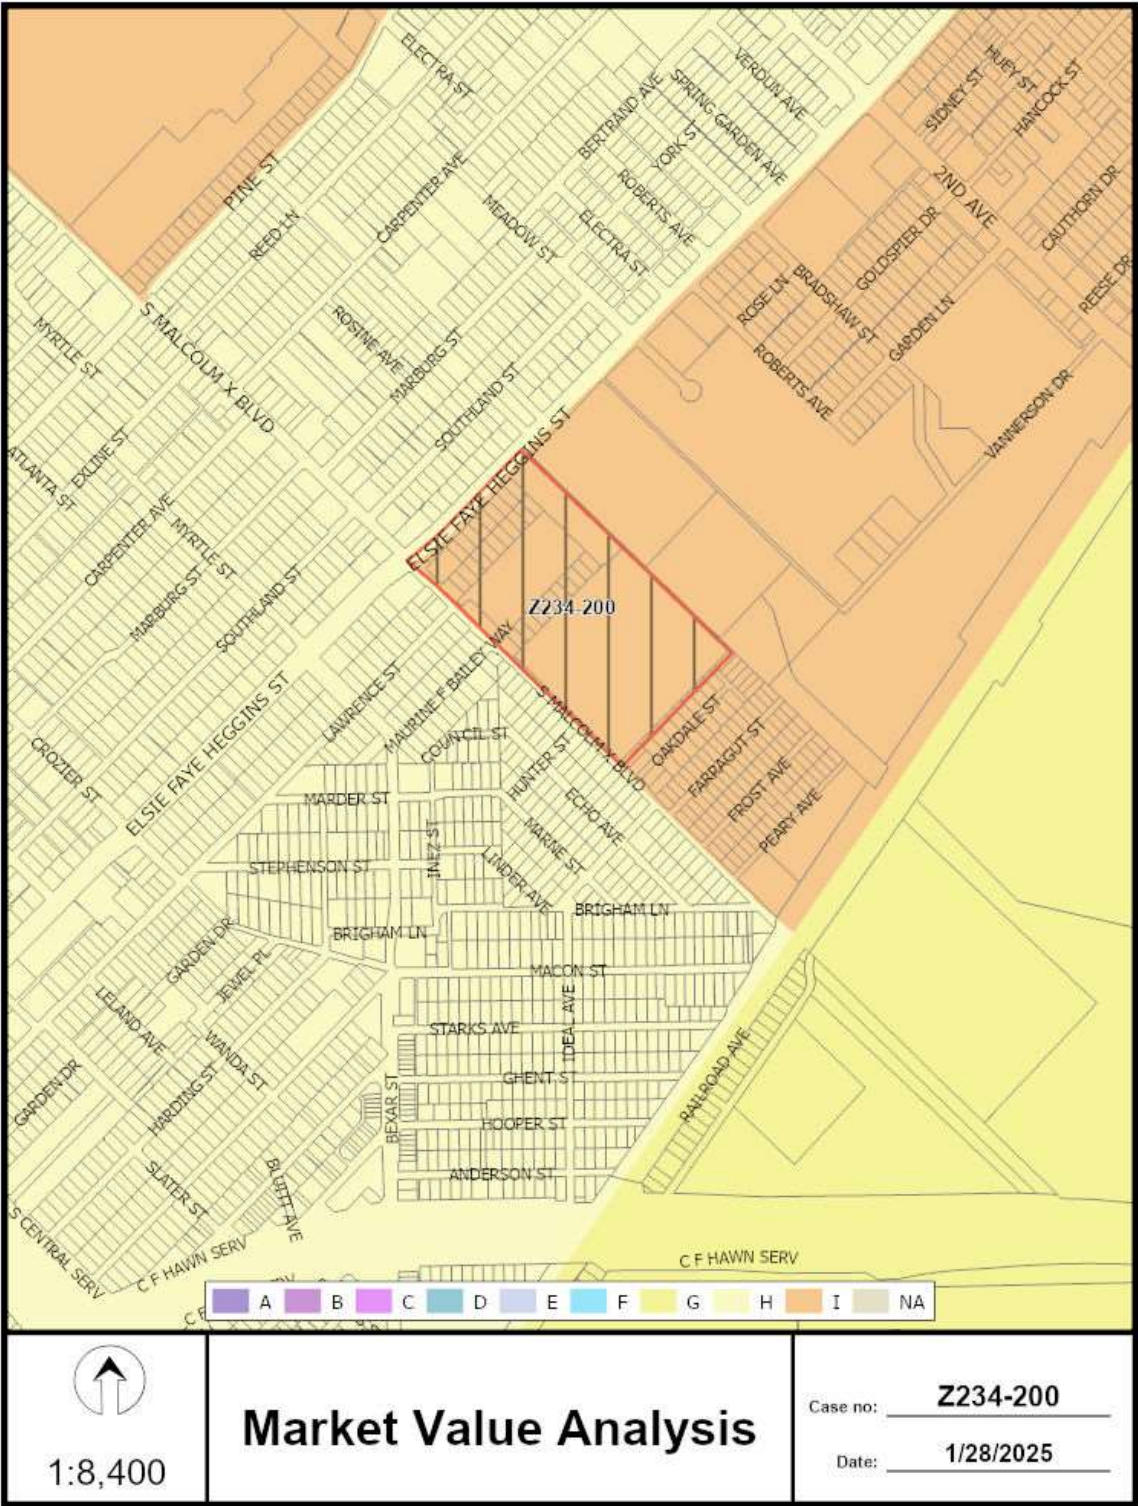 ELECTRA ST
VERDUN AVE
SPRING GARDEN AVE
BERTRAND AVE
YORK S
HUEY ST
SIDNEY ST
HANCOCK ST
PINE ST
REED LN
CARPENTER AVE
MEADOW ST
ROBERTS AVE
ELECTRA ST
2ND AVE
GOLDSPIER DR
CAUTHORN DR
REESE DR
ROSE LN
BRADSHAW ST
GARDEN LN
ROBERTS AVE
VANNERSON DR
S MALCOLM X BLVD
MYRTLE ST
ROSINE AVE
MARBURG ST
SOUTHLAND ST
EXLINE ST
ATLANTA ST
CARPENTER AVE
MYRTLE ST
MARBURG ST
SOUTHLAND ST
ELSIE FAYE HEGGINS ST
Z234-200
MAURINE F BAILEY WAY
LAWRENCE ST
S MALCOLM X BLVD
COUNCIL ST
OAKDALE ST
FARRAGUT ST
FROST AVE
PEARY AVE
ELSIE FAYE HEGGINS ST
CROZIER ST
HUNTER ST
ECHO AVE
MARDER ST
MARNE ST
INEZ ST
LINDER AVE
STEPHENSON ST
BRIGHAM LN
BRIGHAM LN
GARDEN DR
JEWEL PL
MACON ST
LELAND AVE
WANDA ST
STARKS AVE
IDEAL AVE
RAILROAD AVE
GARDEN DR
HARDING ST
GHENT ST
BEXAR ST
HOOPER ST
SLATER ST
BLUITT AVE
ANDERSON ST
S CENTRAL SERV
C F HAWN SERV
C F HAWN SERV
C F
RV
A B C D E F G H I NA
1:8,400
Market Value Analysis
Case no: Z234-200
Date: 1/28/2025